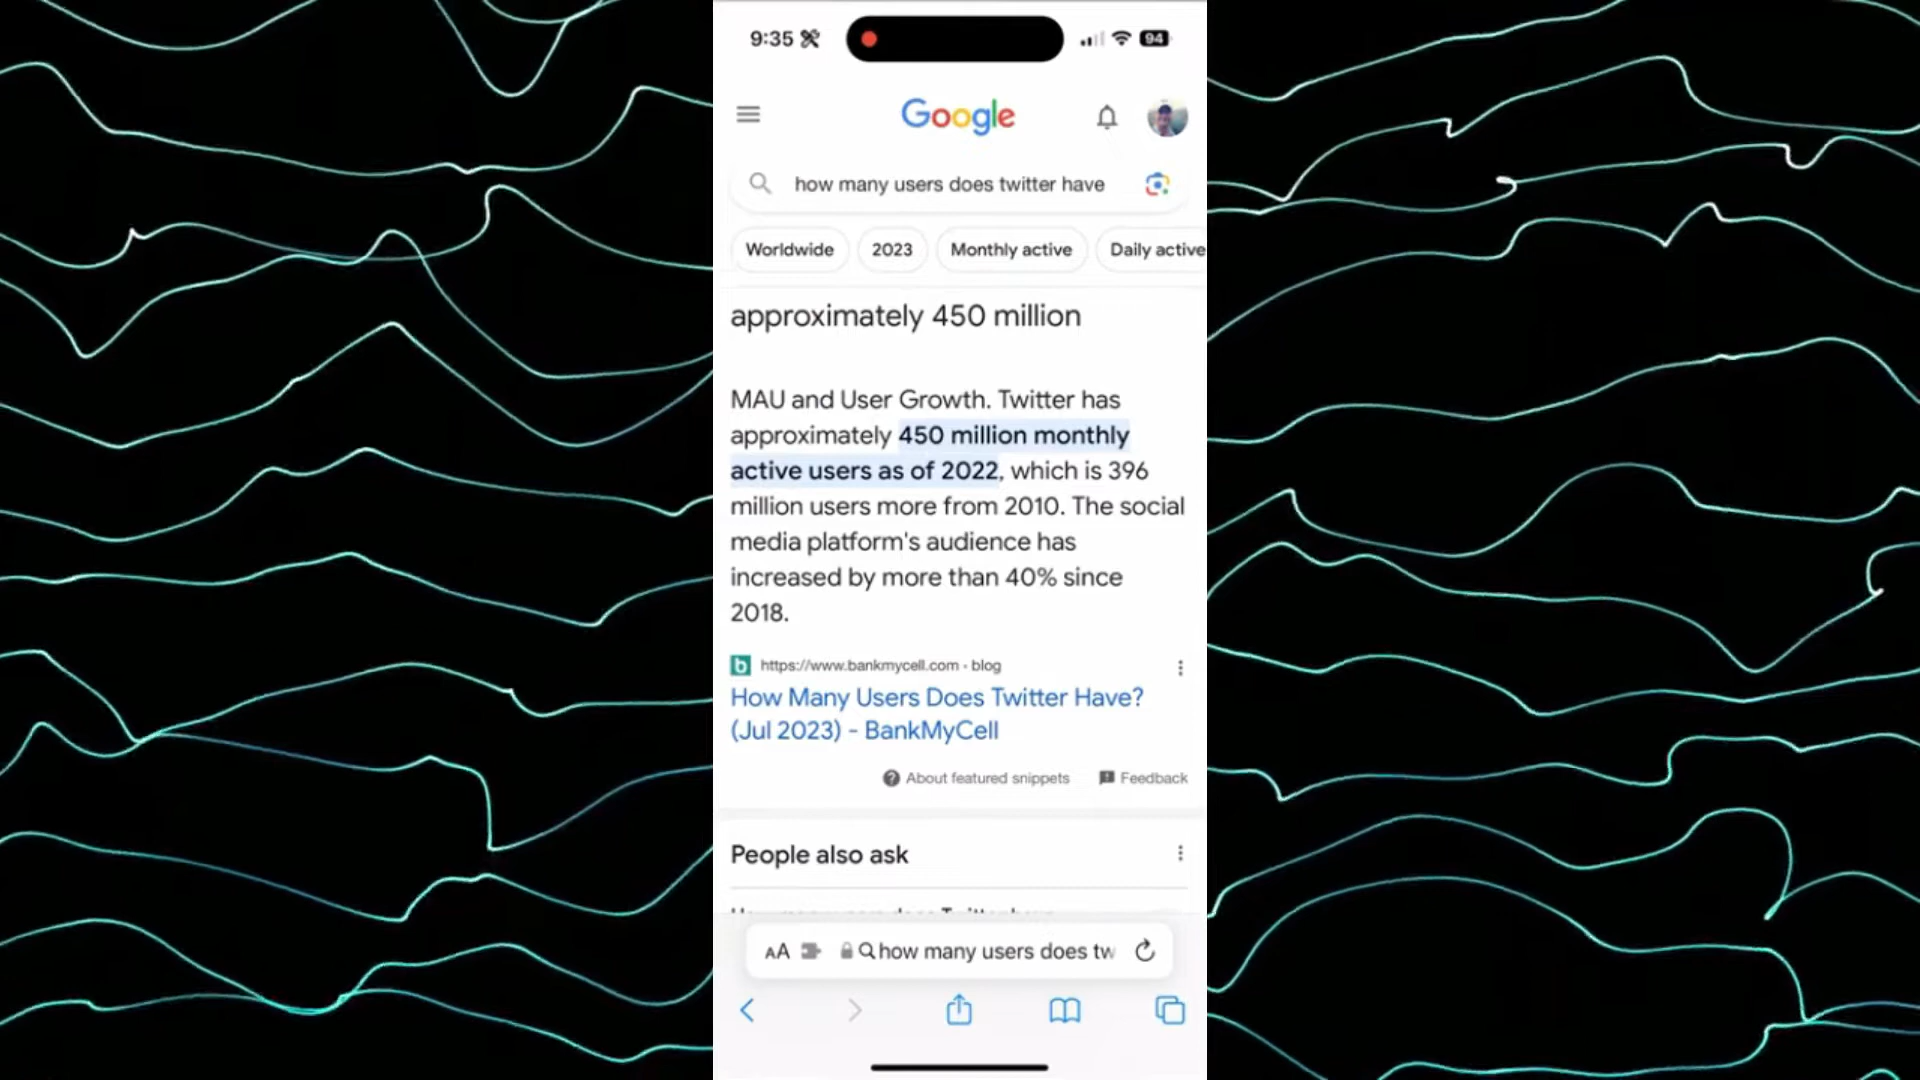 9:35
94
Google
how many users does twitter have
Worldwide
2023
Monthly active
Daily active
approximately 450 million
MAU and User Growth. Twitter has
approximately 450 million monthly
active users as of 2022, which is 396
million users more from 2010. The social
media platform's audience has
increased by more than 40% since
2018.
b https://www.bankmycell.com › blog
How Many Users Does Twitter Have?
(Jul 2023) - BankMyCell
About featured snippets
Feedback
People also ask
AA
how many users does tw